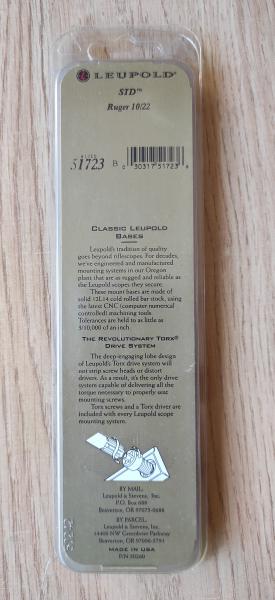 LEUPOLD®
STD™
Ruger 10/22
51723 B
0 30317 51723
CLASSIC LEUPOLD
BASES
Leupold's tradition of quality
goes beyond riflescopes. For decades,
we've engineered and manufactured
mounting systems in our Oregon
plant that are as rugged and reliable as
the Leupold scopes they secure.
These mount bases are made of
solid 12L14 cold rolled bar stock, using
the latest CNC (computer numerical
controlled) machining tools.
Tolerances are held to as little as
3/10,000 of an inch.
THE REVOLUTIONARY TORX®
DRIVE SYSTEM
The deep-engaging lobe design
of Leupold's Torx drive system will
not strip screw heads or distort
drivers. As a result, it's the only drive
system capable of delivering all the
torque necessary to properly seat
mounting screws.
Torx screws and a Torx driver are
included with every Leupold scope
mounting system.
BY MAIL:
Leupold & Stevens, Inc.
P.O. Box 688
Beaverton, OR 97075-0688
BY PARCEL:
Leupold & Stevens, Inc.
14400 NW Greenbrier Parkway
Beaverton, OR 97006-5791
MADE IN USA
P/N 50260